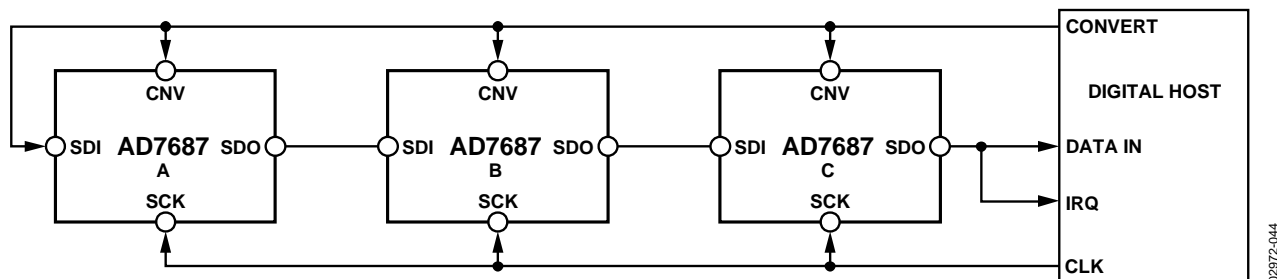 CONVERT
CNV
CNV
CNV
DIGITAL HOST
SDI AD7687 SDO
A
SDI AD7687 SDO
B
SDI AD7687 SDO
C
DATA IN
SCK
SCK
SCK
IRQ
CLK
02972-044